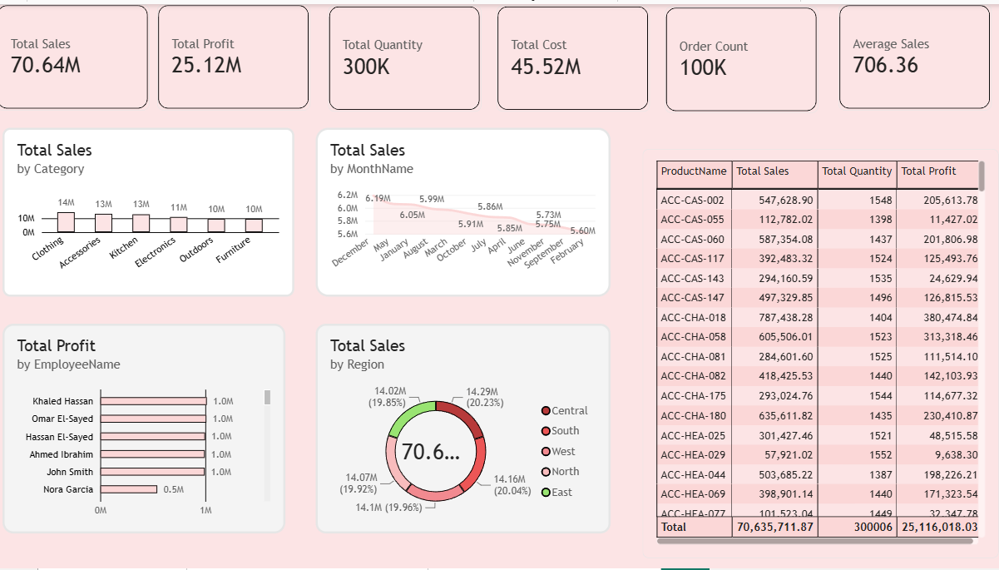 Total Sales
70.64M
Total Profit
25.12M
Total Quantity
300K
Total Cost
45.52M
Order Count
100K
Average Sales
706.36
Total Sales
by Category
14M
13M
13M
11M
10M
10M
10M
0M
Clothing
Accessories
Kitchen
Electronics
Outdoors
Furniture
Total Sales
by MonthName
6.2M
6.0M
5.8M
5.6M
6.19M
6.05M
5.99M
5.91M
5.86M
5.85M
5.73M
5.75M
5.60M
December
May
January
August
March
October
July
April
June
November
September
February
Total Profit
by EmployeeName
Khaled Hassan 1.0M
Omar El-Sayed 1.0M
Hassan El-Sayed 1.0M
Ahmed Ibrahim 1.0M
John Smith 1.0M
Nora Garcia 0.5M
0M 1M
Total Sales
by Region
14.02M
(19.85%)
14.29M
(20.23%)
70.6...
14.07M
(19.92%)
14.16M
(20.04%)
14.1M (19.96%)
Central
South
West
North
East
ProductName Total Sales Total Quantity Total Profit
ACC-CAS-002 547,628.90 1548 205,613.78
ACC-CAS-055 112,782.02 1398 11,427.02
ACC-CAS-060 587,354.08 1437 201,806.98
ACC-CAS-117 392,483.32 1524 125,493.76
ACC-CAS-143 294,160.59 1535 24,629.94
ACC-CAS-147 497,329.85 1496 126,815.53
ACC-CHA-018 787,438.28 1404 380,474.84
ACC-CHA-058 605,506.01 1523 313,318.46
ACC-CHA-081 284,601.60 1525 111,514.10
ACC-CHA-082 418,425.53 1440 142,103.93
ACC-CHA-175 293,024.76 1544 114,677.32
ACC-CHA-180 635,611.82 1435 230,410.87
ACC-HEA-025 301,427.46 1521 48,515.58
ACC-HEA-029 57,921.02 1552 9,638.30
ACC-HEA-044 503,685.22 1387 198,226.21
ACC-HEA-069 398,901.14 1440 171,323.54
ACC-HEA-077 101,523.04 1449 32,347.78
Total 70,635,711.87 300006 25,116,018.03